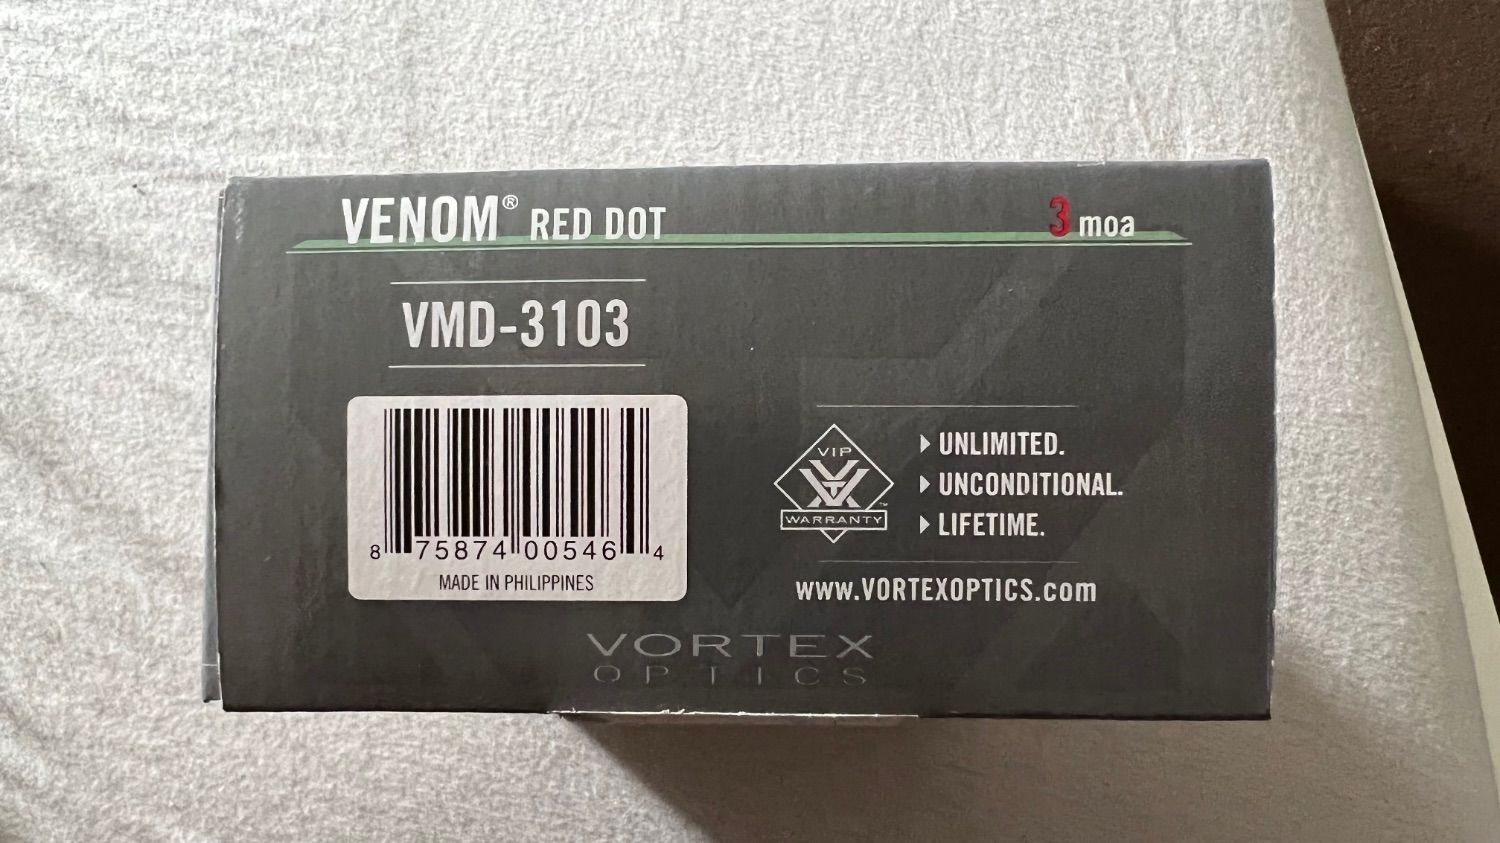 VENOM® RED DOT 3 moa
VMD-3103
8 75874 00546 4
MADE IN PHILIPPINES
VIP
WARRANTY™
UNLIMITED.
UNCONDITIONAL.
LIFETIME.
www.VORTEXOPTICS.com
VORTEX
OPTICS